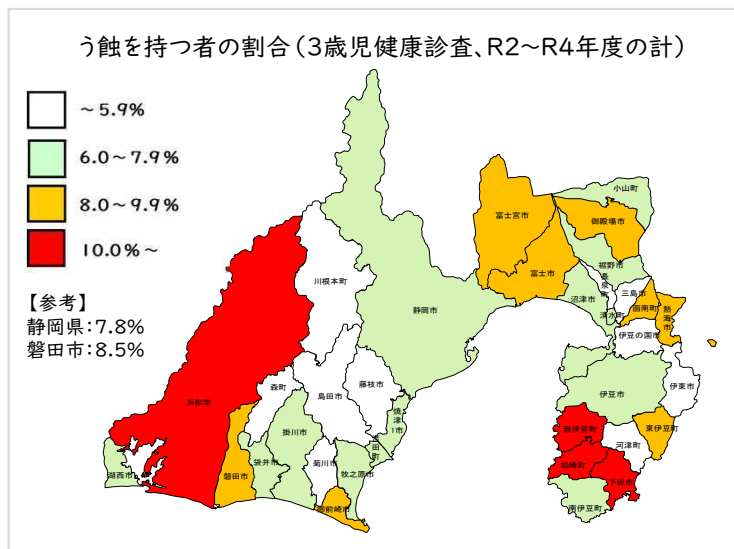 う蝕を持つ者の割合(3歳児健康診査、R2～R4年度の計)
～5.9%
6.0～7.9%
8.0～9.9%
10.0%～
【参考】
静岡県:7.8%
磐田市:8.5%
小山町
富士宮市
御殿場市
裾野市
富士市
長泉町
川根本町
三島市
沼津市
函南町
熱海市
静岡市
清水町
伊豆の国市
伊東市
森町
島田市
藤枝市
伊豆市
浜松市
焼津市
掛川市
西伊豆町
東伊豆町
河津町
袋井市
菊川市
松崎町
湖西市
磐田市
牧之原市
下田市
御前崎市
南伊豆町